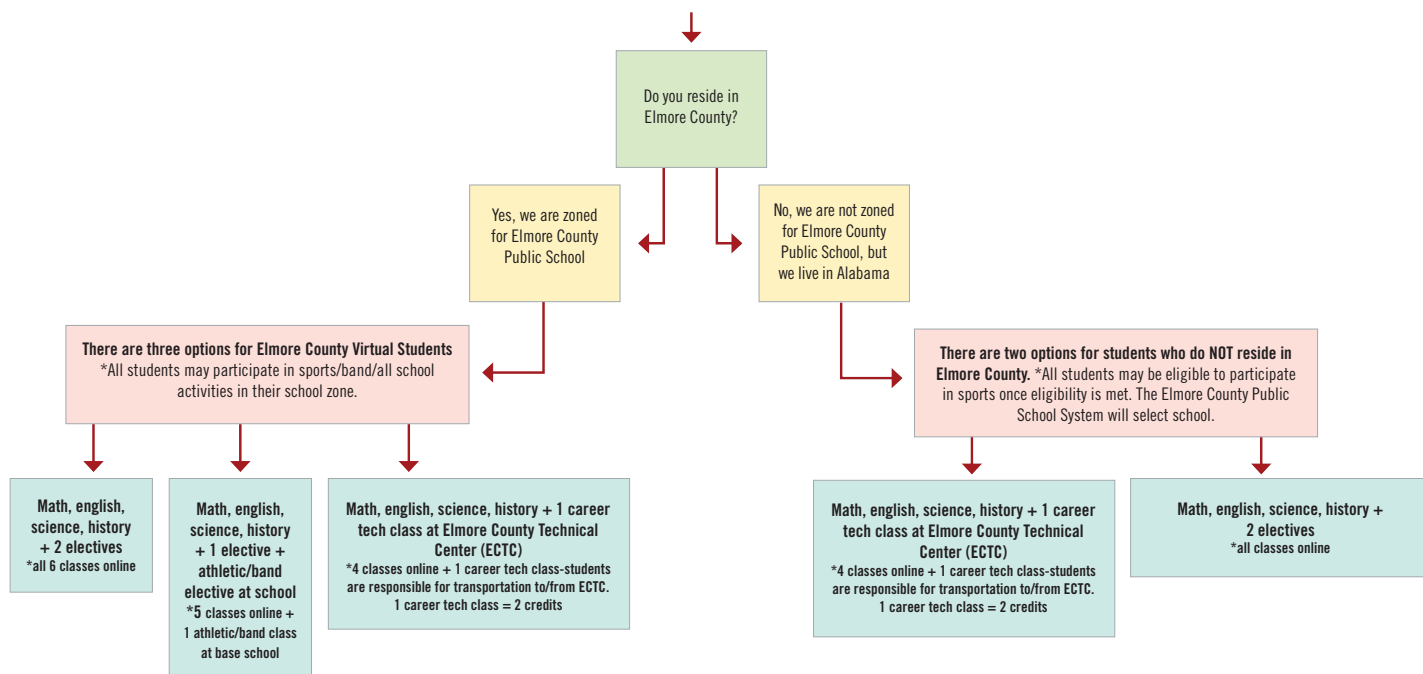 Do you reside in
Elmore County?
Yes, we are zoned
for Elmore County
Public School
No, we are not zoned
for Elmore County
Public School, but
we live in Alabama
There are three options for Elmore County Virtual Students
*All students may participate in sports/band/all school
activities in their school zone.
There are two options for students who do NOT reside in
Elmore County. *All students may be eligible to participate
in sports once eligibility is met. The Elmore County Public
School System will select school.
Math, english,
science, history
+ 2 electives
*all 6 classes online
Math, english,
science, history
+ 1 elective +
athletic/band
elective at school
*5 classes online +
1 athletic/band class
at base school
Math, english, science, history + 1 career
tech class at Elmore County Technical
Center (ECTC)
*4 classes online + 1 career tech class-students
are responsible for transportation to/from ECTC.
1 career tech class = 2 credits
Math, english, science, history + 1 career
tech class at Elmore County Technical
Center (ECTC)
*4 classes online + 1 career tech class-students
are responsible for transportation to/from ECTC.
1 career tech class = 2 credits
Math, english, science, history +
2 electives
*all classes online